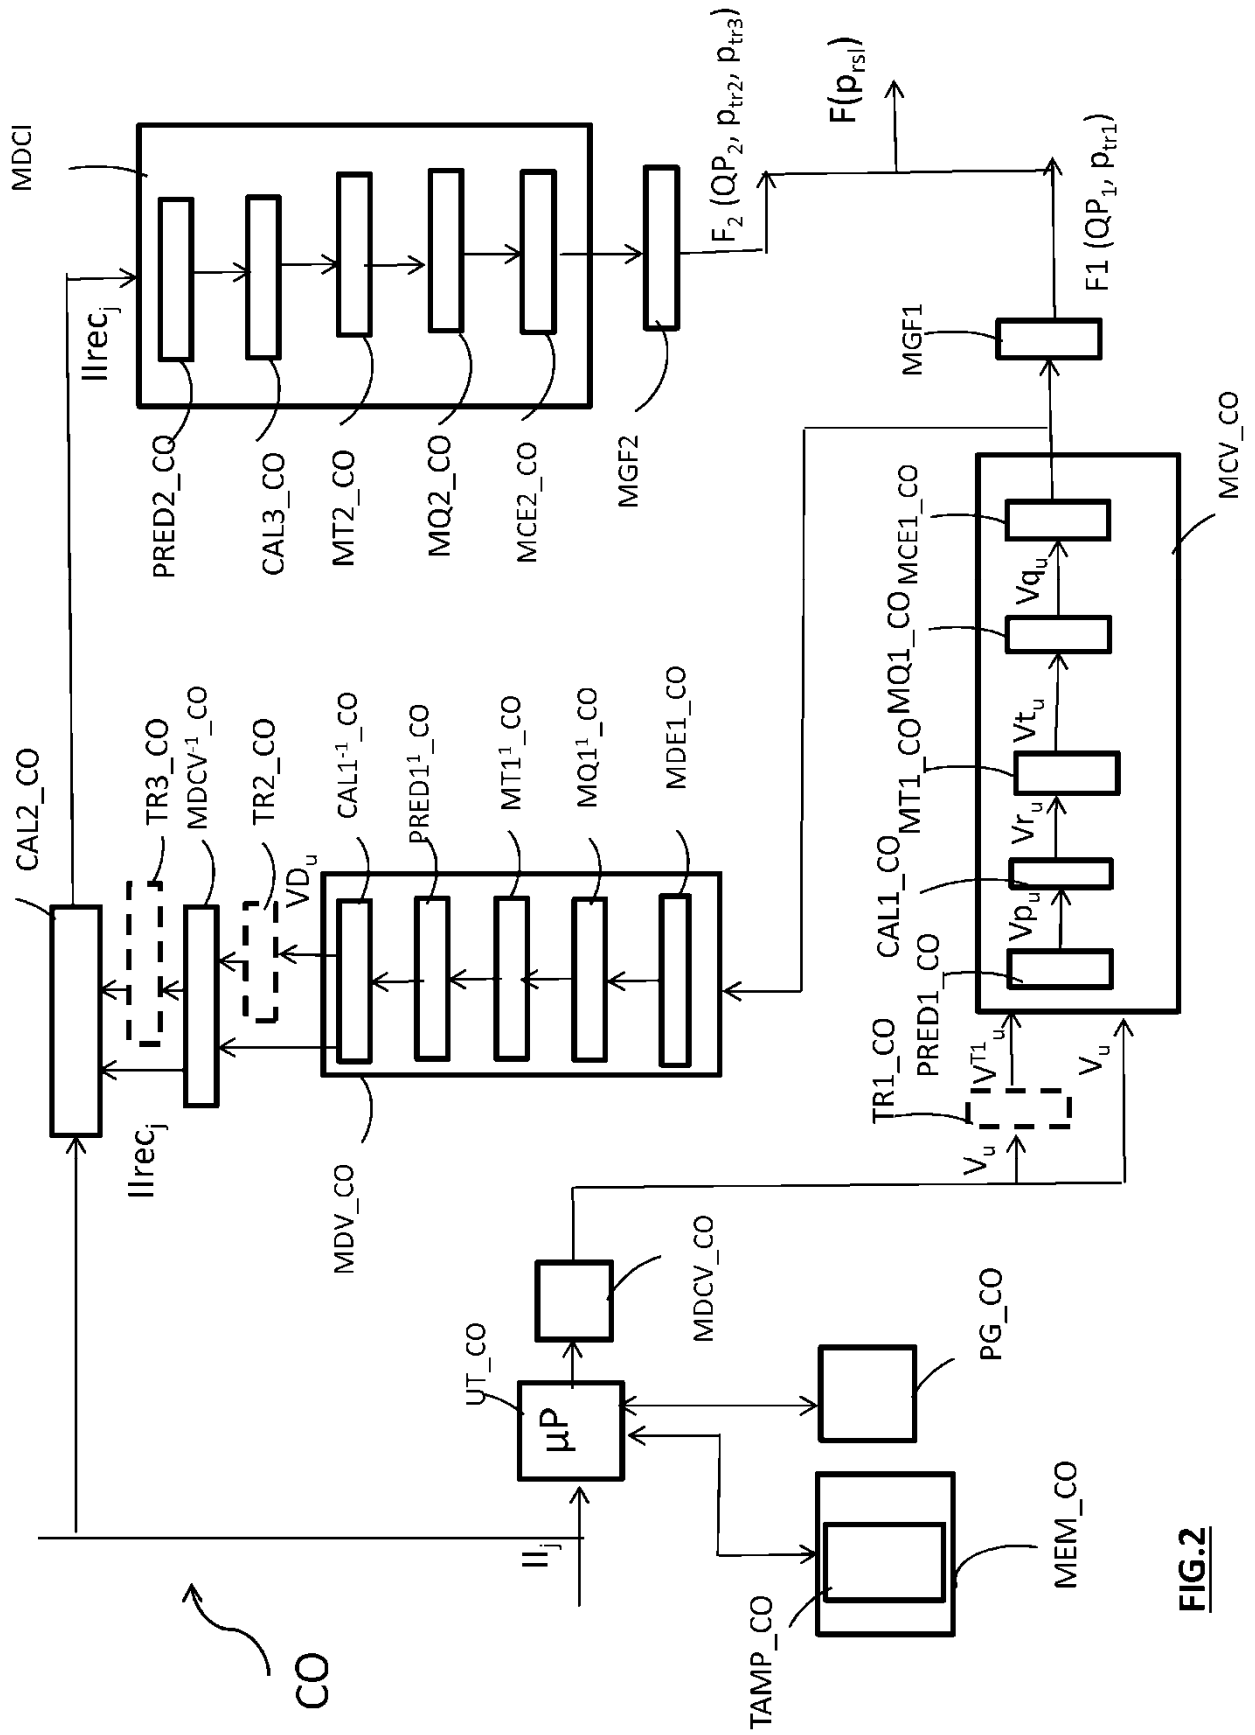 CO
II_j
UT_CO
µP
TAMP_CO
MEM_CO
PG_CO
MDCV_CO
V_u
TR1_CO
V^T1_u
V_u
PRED1_CO
Vp_u
CAL1_CO
Vr_u
MT1_CO
Vt_u
MQ1_CO
Vq_u
MCE1_CO
MCV_CO
MGF1
F1 (QP_1, p_tr1)
F(p_rsl)
MDV_CO
MDE1_CO
MQ1^1_CO
MT1^1_CO
PRED1^1_CO
CAL1^-1_CO
VD_u
TR2_CO
MDCV^-1_CO
TR3_CO
CAL2_CO
IIrec_j
IIrec_j
MDCI
PRED2_CO
CAL3_CO
MT2_CO
MQ2_CO
MCE2_CO
MGF2
F_2 (QP_2, p_tr2, p_tr3)
FIG.2